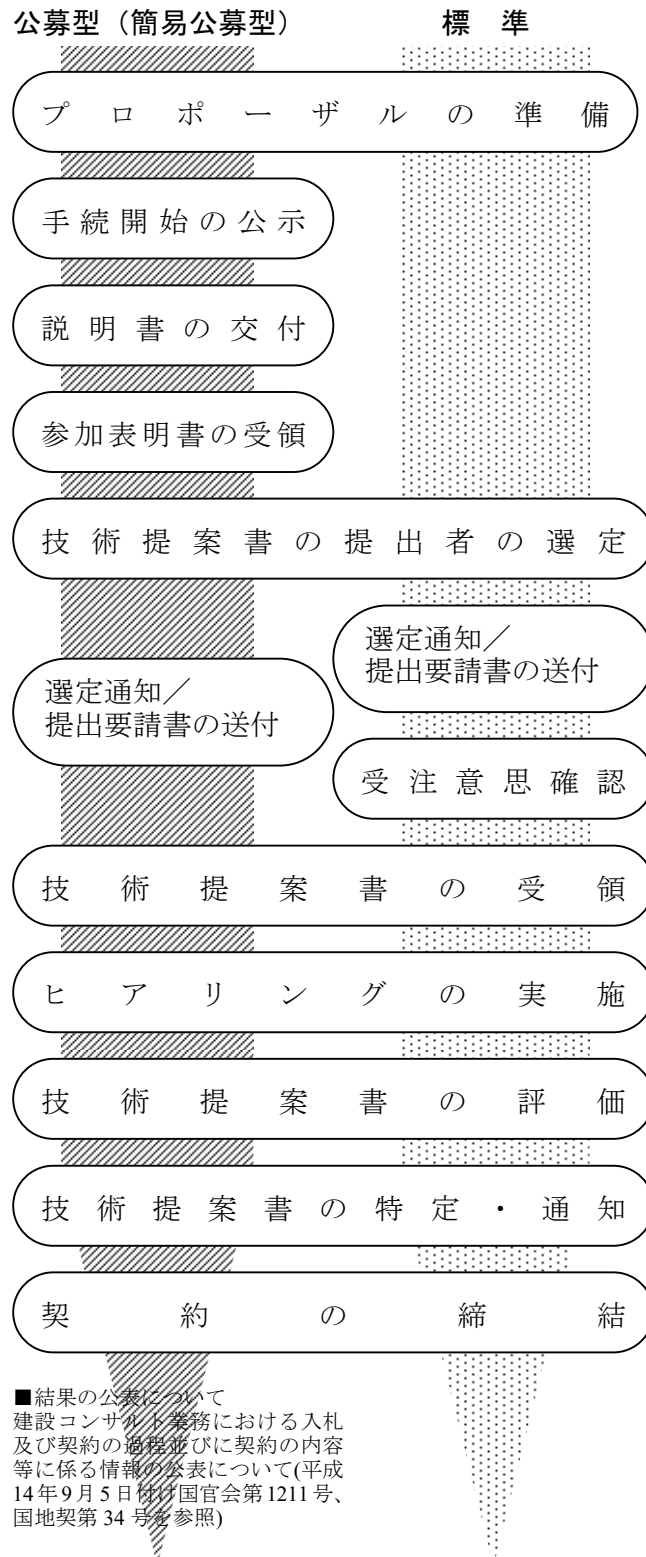 公募型（簡易公募型）
標 準
プロポーザルの準備
手続開始の公示
説明書の交付
参加表明書の受領
技術提案書の提出者の選定
選定通知／
提出要請書の送付
選定通知／
提出要請書の送付
受注意思確認
技術提案書の受領
ヒアリングの実施
技術提案書の評価
技術提案書の特定・通知
契約の締結
■結果の公表について
建設コンサルト業務における入札
及び契約の過程並びに契約の内容
等に係る情報の公表について(平成
14年9月5日付け国官会第1211号、
国地契第34号を参照)